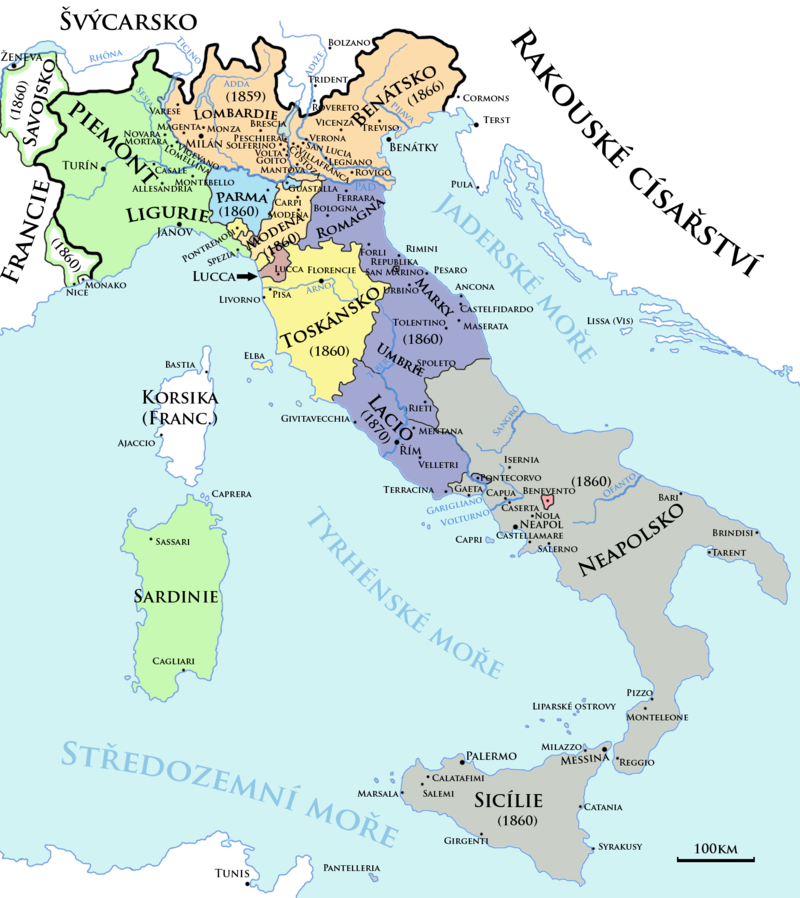 Švýcarsko
Ženeva
Rhôna
Ticino
Adiže
Bolzano
Trident
Rakouské císařství
(1860)
Savojsko
Piemont
Sesia
Adda
(1859)
Lombardie
Benátsko
(1866)
Pijava
Cormons
Terst
Rovereto
Varese
Magenta
Monza
Brescia
Vicenza
Treviso
Novara
Mortara
Milán
Peschiera
Solferino
Verona
San Lucia
Benátky
Vigevano
Lomellina
Volta
Goito
Villafranca
Custoza
Legnano
Turín
Casale
Mantova
Rovigo
Allesandria
Montebello
Guastalla
Pád
Pula
Francie
Parma
(1860)
Carpi
Modena
Ferrara
Bologna
Romagna
Jaderské moře
Ligurie
Janov
Modena
(1860)
Pontremoli
Spezia
Forli
Rimini
Republika
San Marino
Pesaro
(1860)
Monako
Nice
Lucca
Lucca
Florencie
Arno
Urbino
Ancona
Livorno
Pisa
Marky
Castelfidardo
Toskánsko
(1860)
Tolentino
(1860)
Maserata
Lissa (Vis)
Elba
Umbrie
Spoleto
Bastia
Korsika
(Franc.)
Ajaccio
Lacio
(1870)
Rieti
Givitavecchia
Mentana
Řím
Velletri
Sangro
Isernia
Terracina
Pontecorvo
Gaeta
Capua
Benevento
(1860)
Ofanto
Bari
Caprera
Garigliano
Volturno
Caserta
Nola
Neapol
Neapolsko
Brindisi
Sassari
Capri
Castellamare
Salerno
Tarent
Tyrhénské moře
Sardinie
Cagliari
Pizzo
Liparské ostrovy
Monteleone
Středozemní moře
Milazzo
Messina
Reggio
Palermo
Calatafimi
Marsala
Salemi
Sicílie
(1860)
Catania
Girgenti
Syrakusy
100km
Tunis
Pantelleria